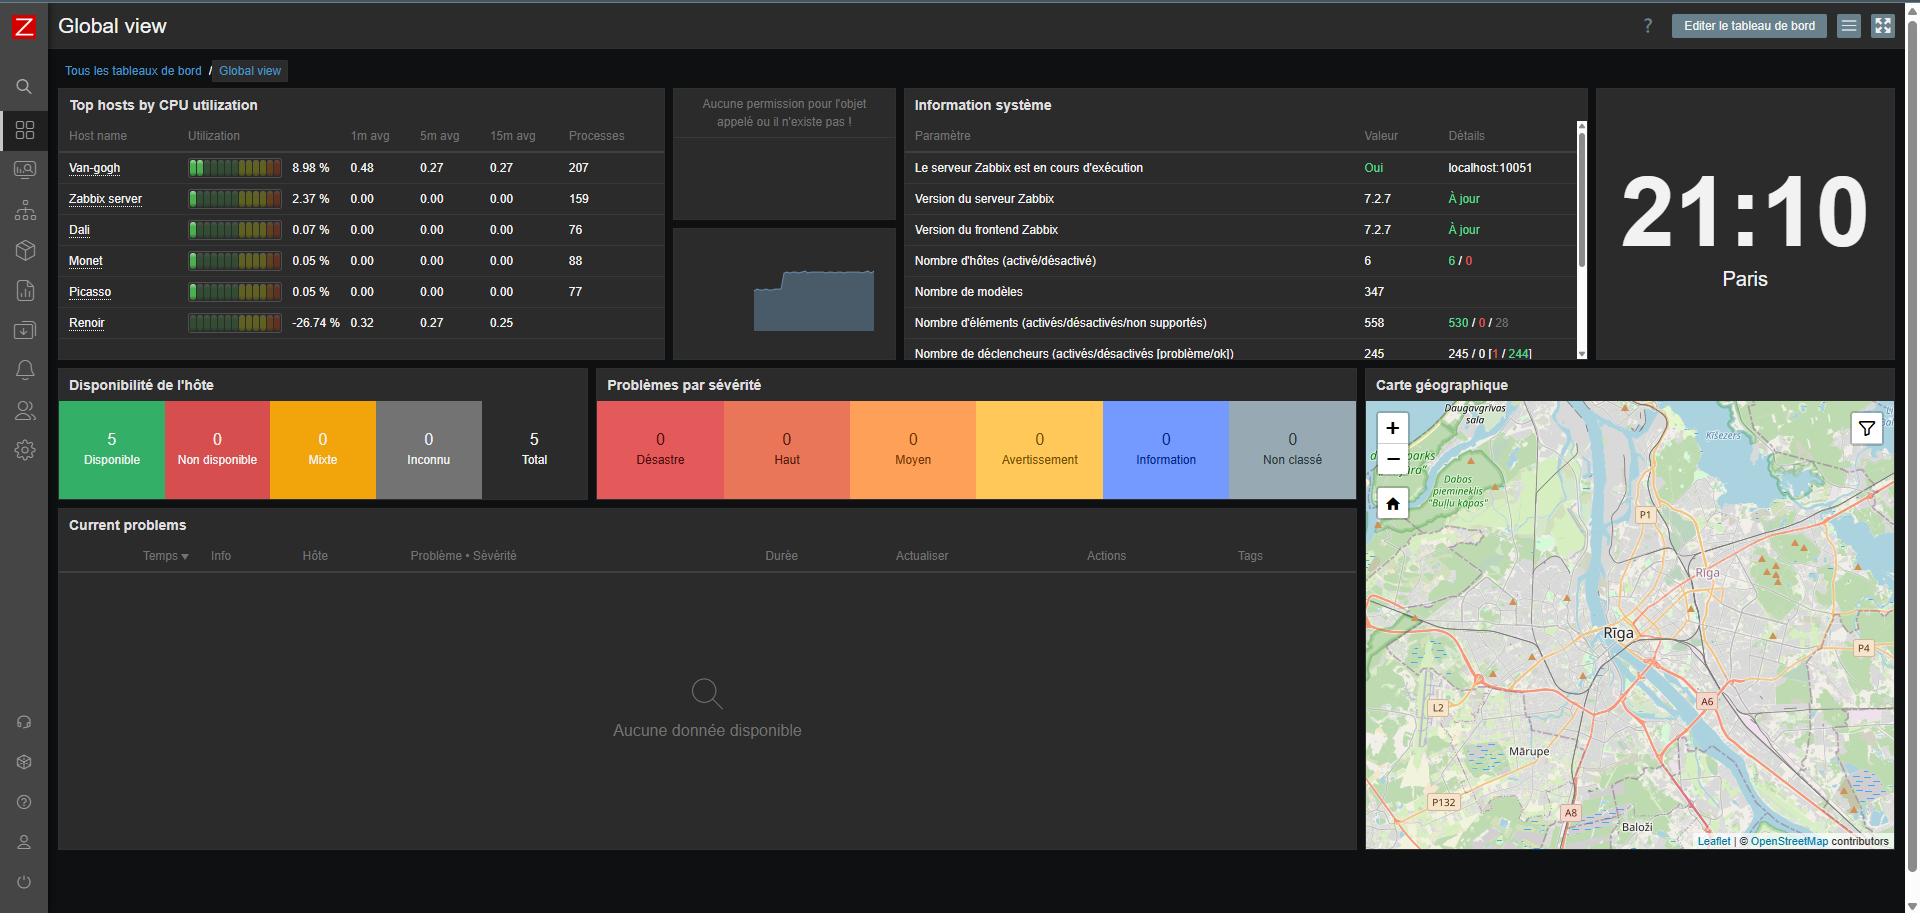 Z Global view
? Editer le tableau de bord
Tous les tableaux de bord / Global view
Top hosts by CPU utilization
Host name Utilization 1m avg 5m avg 15m avg Processes
Van-gogh 8.98 % 0.48 0.27 0.27 207
Zabbix server 2.37 % 0.00 0.00 0.00 159
Dali 0.07 % 0.00 0.00 0.00 76
Monet 0.05 % 0.00 0.00 0.00 88
Picasso 0.05 % 0.00 0.00 0.00 77
Renoir -26.74 % 0.32 0.27 0.25
Aucune permission pour l'objet
appelé ou il n'existe pas !
Information système
Paramètre Valeur Détails
Le serveur Zabbix est en cours d'exécution Oui localhost:10051
Version du serveur Zabbix 7.2.7 À jour
Version du frontend Zabbix 7.2.7 À jour
Nombre d'hôtes (activé/désactivé) 6 6 / 0
Nombre de modèles 347
Nombre d'éléments (activés/désactivés/non supportés) 558 530 / 0 / 28
Nombre de déclencheurs (activés/désactivés [problème/ok]) 245 245 / 0 [1 / 244]
21:10
Paris
Disponibilité de l'hôte
5 0 0 0 5
Disponible Non disponible Mixte Inconnu Total
Problèmes par sévérité
0 0 0 0 0 0
Désastre Haut Moyen Avertissement Information Non classé
Current problems
Temps Info Hôte Problème • Sévérité Durée Actualiser Actions Tags
Aucune donnée disponible
Carte géographique
+
−
Daugavgrīvas
sala
Ķīšezers
parks
Dabas
piemineklis
"Buļļu kāpas"
P1
Rīga
Rīga
P4
A6
L2
Mārupe
P132
A8
Baloži
Leaflet | © OpenStreetMap contributors